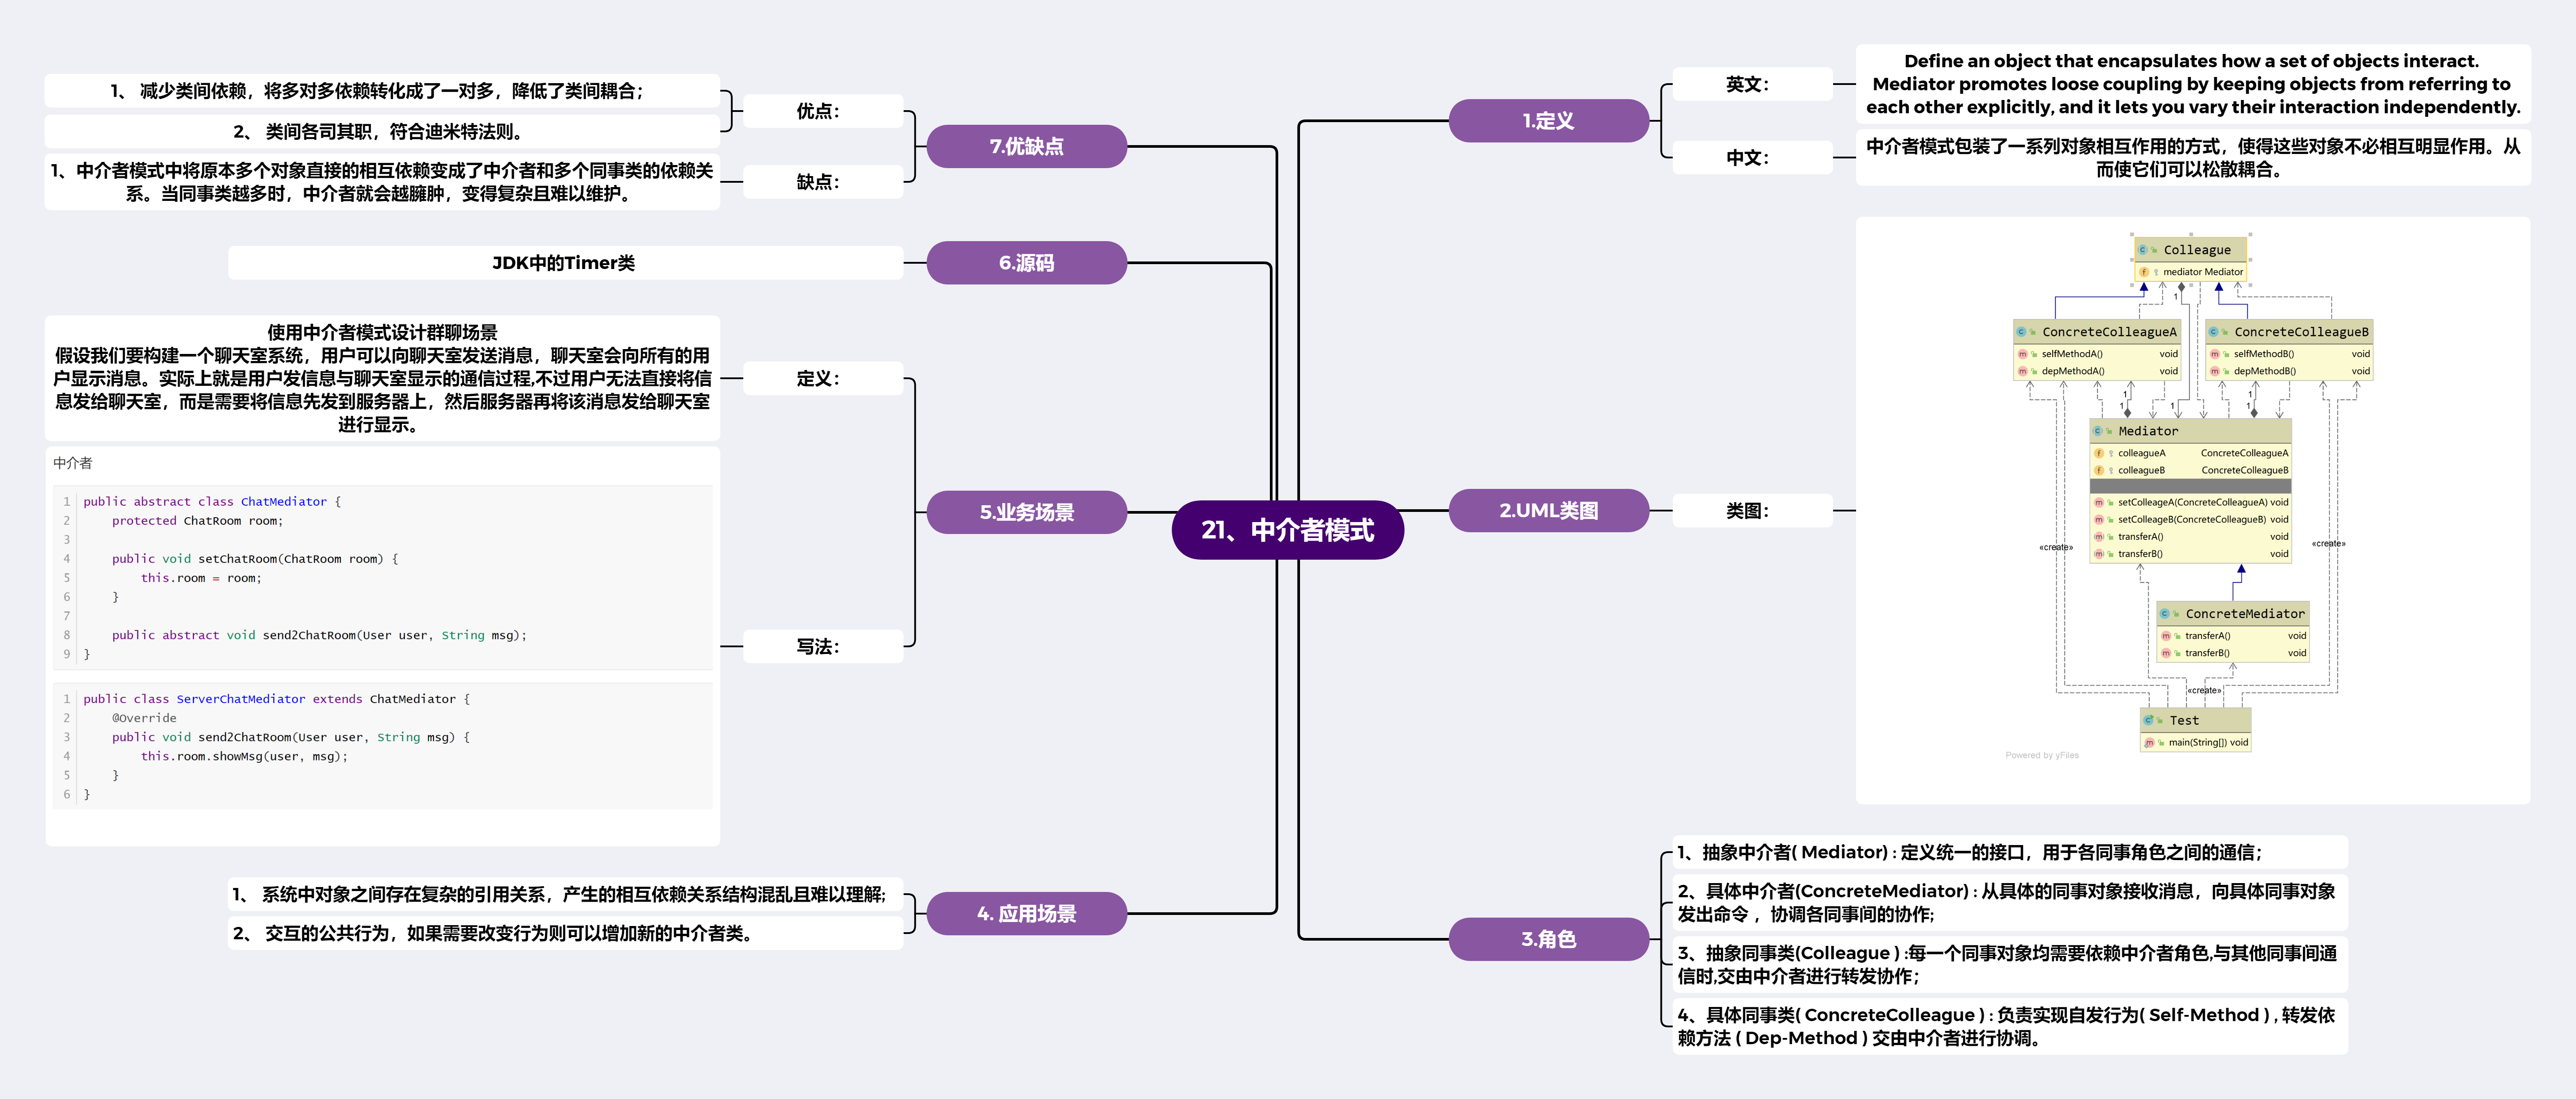 21、中介者模式
1.定义
英文：
Define an object that encapsulates how a set of objects interact.
Mediator promotes loose coupling by keeping objects from referring to
each other explicitly, and it lets you vary their interaction independently.
中文：
中介者模式包装了一系列对象相互作用的方式，使得这些对象不必相互明显作用。从
而使它们可以松散耦合。
2.UML类图
类图：
Colleague
mediator Mediator
1
ConcreteColleagueA
selfMethodA() void
depMethodA() void
ConcreteColleagueB
selfMethodB() void
depMethodB() void
1
1
1
1
1
Mediator
colleagueA ConcreteColleagueA
colleagueB ConcreteColleagueB
setColleageA(ConcreteColleagueA) void
setColleageB(ConcreteColleagueB) void
transferA() void
transferB() void
«create»
«create»
ConcreteMediator
transferA() void
transferB() void
«create»
Test
main(String[]) void
Powered by yFiles
3.角色
1、抽象中介者( Mediator) : 定义统一的接口，用于各同事角色之间的通信；
2、具体中介者(ConcreteMediator) : 从具体的同事对象接收消息，向具体同事对象
发出命令 ，协调各同事间的协作;
3、抽象同事类(Colleague ) :每一个同事对象均需要依赖中介者角色,与其他同事间通
信时,交由中介者进行转发协作；
4、具体同事类( ConcreteColleague ) : 负责实现自发行为( Self-Method ) , 转发依
赖方法 ( Dep-Method ) 交由中介者进行协调。
4. 应用场景
1、 系统中对象之间存在复杂的引用关系，产生的相互依赖关系结构混乱且难以理解;
2、 交互的公共行为，如果需要改变行为则可以增加新的中介者类。
5.业务场景
定义：
使用中介者模式设计群聊场景
假设我们要构建一个聊天室系统，用户可以向聊天室发送消息，聊天室会向所有的用
户显示消息。实际上就是用户发信息与聊天室显示的通信过程,不过用户无法直接将信
息发给聊天室，而是需要将信息先发到服务器上，然后服务器再将该消息发给聊天室
进行显示。
写法：
中介者
1 public abstract class ChatMediator {
2 protected ChatRoom room;
3
4 public void setChatRoom(ChatRoom room) {
5 this.room = room;
6 }
7
8 public abstract void send2ChatRoom(User user, String msg);
9 }
1 public class ServerChatMediator extends ChatMediator {
2 @Override
3 public void send2ChatRoom(User user, String msg) {
4 this.room.showMsg(user, msg);
5 }
6 }
6.源码
JDK中的Timer类
7.优缺点
优点：
1、 减少类间依赖，将多对多依赖转化成了一对多，降低了类间耦合；
2、 类间各司其职，符合迪米特法则。
缺点：
1、中介者模式中将原本多个对象直接的相互依赖变成了中介者和多个同事类的依赖关
系。当同事类越多时，中介者就会越臃肿，变得复杂且难以维护。